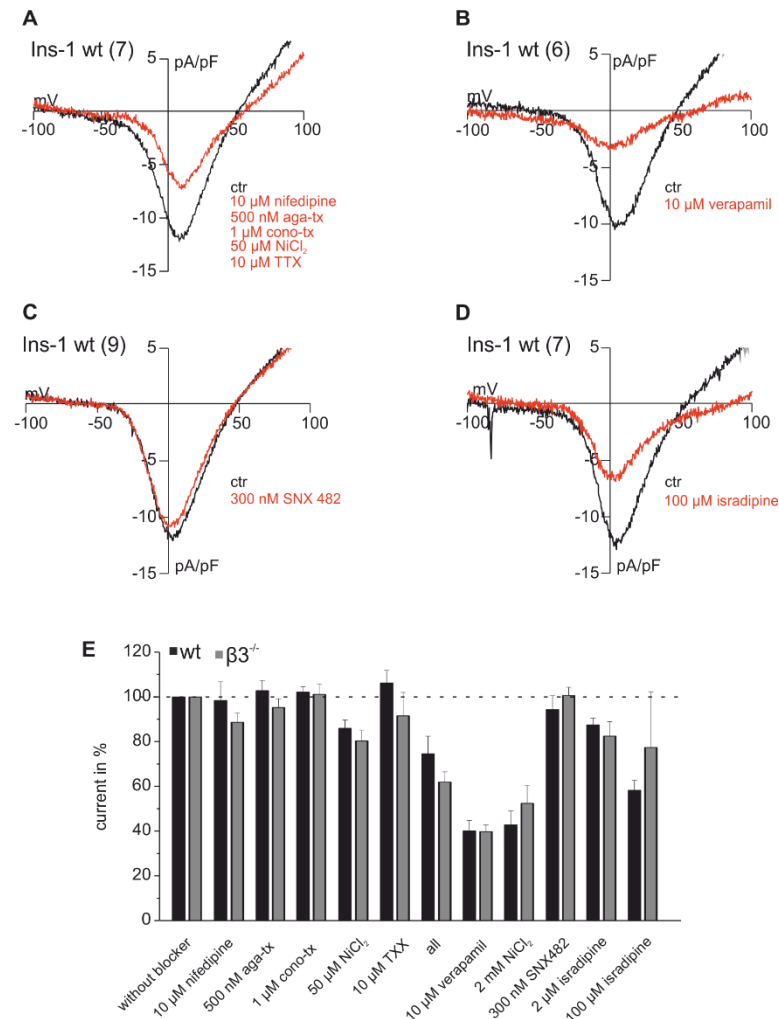 A
Ins-1 wt (7)
5
pA/pF
mV
-100
-50
50
100
-5
-10
-15
ctr
10 µM nifedipine
500 nM aga-tx
1 µM cono-tx
50 µM NiCl₂
10 µM TTX
B
Ins-1 wt (6)
5
pA/pF
mV
-100
-50
50
100
-5
-10
-15
ctr
10 µM verapamil
C
Ins-1 wt (9)
5
mV
-100
-50
50
100
-5
-10
-15
pA/pF
ctr
300 nM SNX 482
D
Ins-1 wt (7)
5
mV
-100
-50
50
100
-5
-10
-15
pA/pF
ctr
100 µM isradipine
E
wt
β3⁻/⁻
current in %
120
100
80
60
40
20
0
without blocker
10 µM nifedipine
500 nM aga-tx
1 µM cono-tx
50 µM NiCl₂
10 µM TXX
all
10 µM verapamil
2 mM NiCl₂
300 nM SNX482
2 µM isradipine
100 µM isradipine